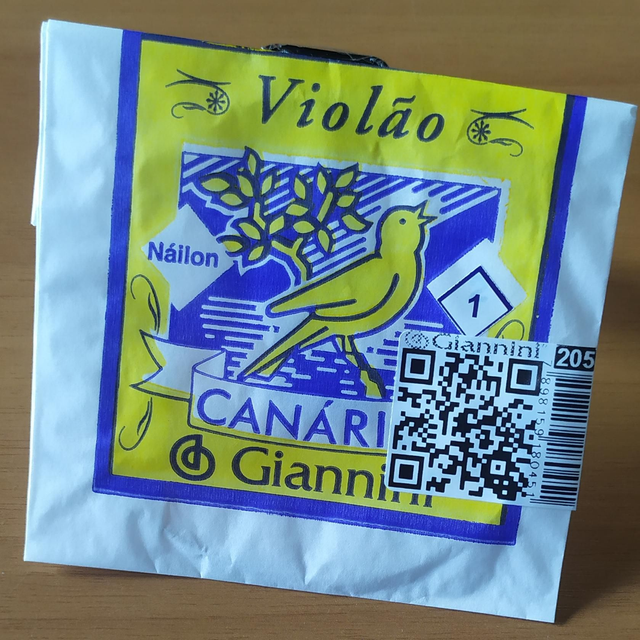 Violão
Náilon
1
Giannini
205
CANÁRI
Giannini